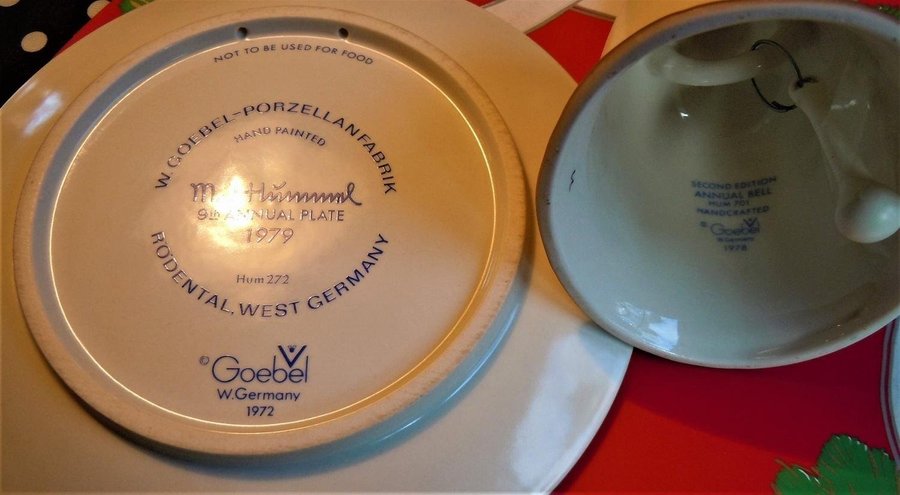 NOT TO BE USED FOR FOOD
W. GOEBEL-PORZELLANFABRIK
HAND PAINTED
M. I. Hummel
9th ANNUAL PLATE
1979
Hum 272
RÖDENTAL, WEST GERMANY
© Goebel
W. Germany
1972
SECOND EDITION
ANNUAL BELL
HUM 701
HANDCRAFTED
© Goebel
W. Germany
1978